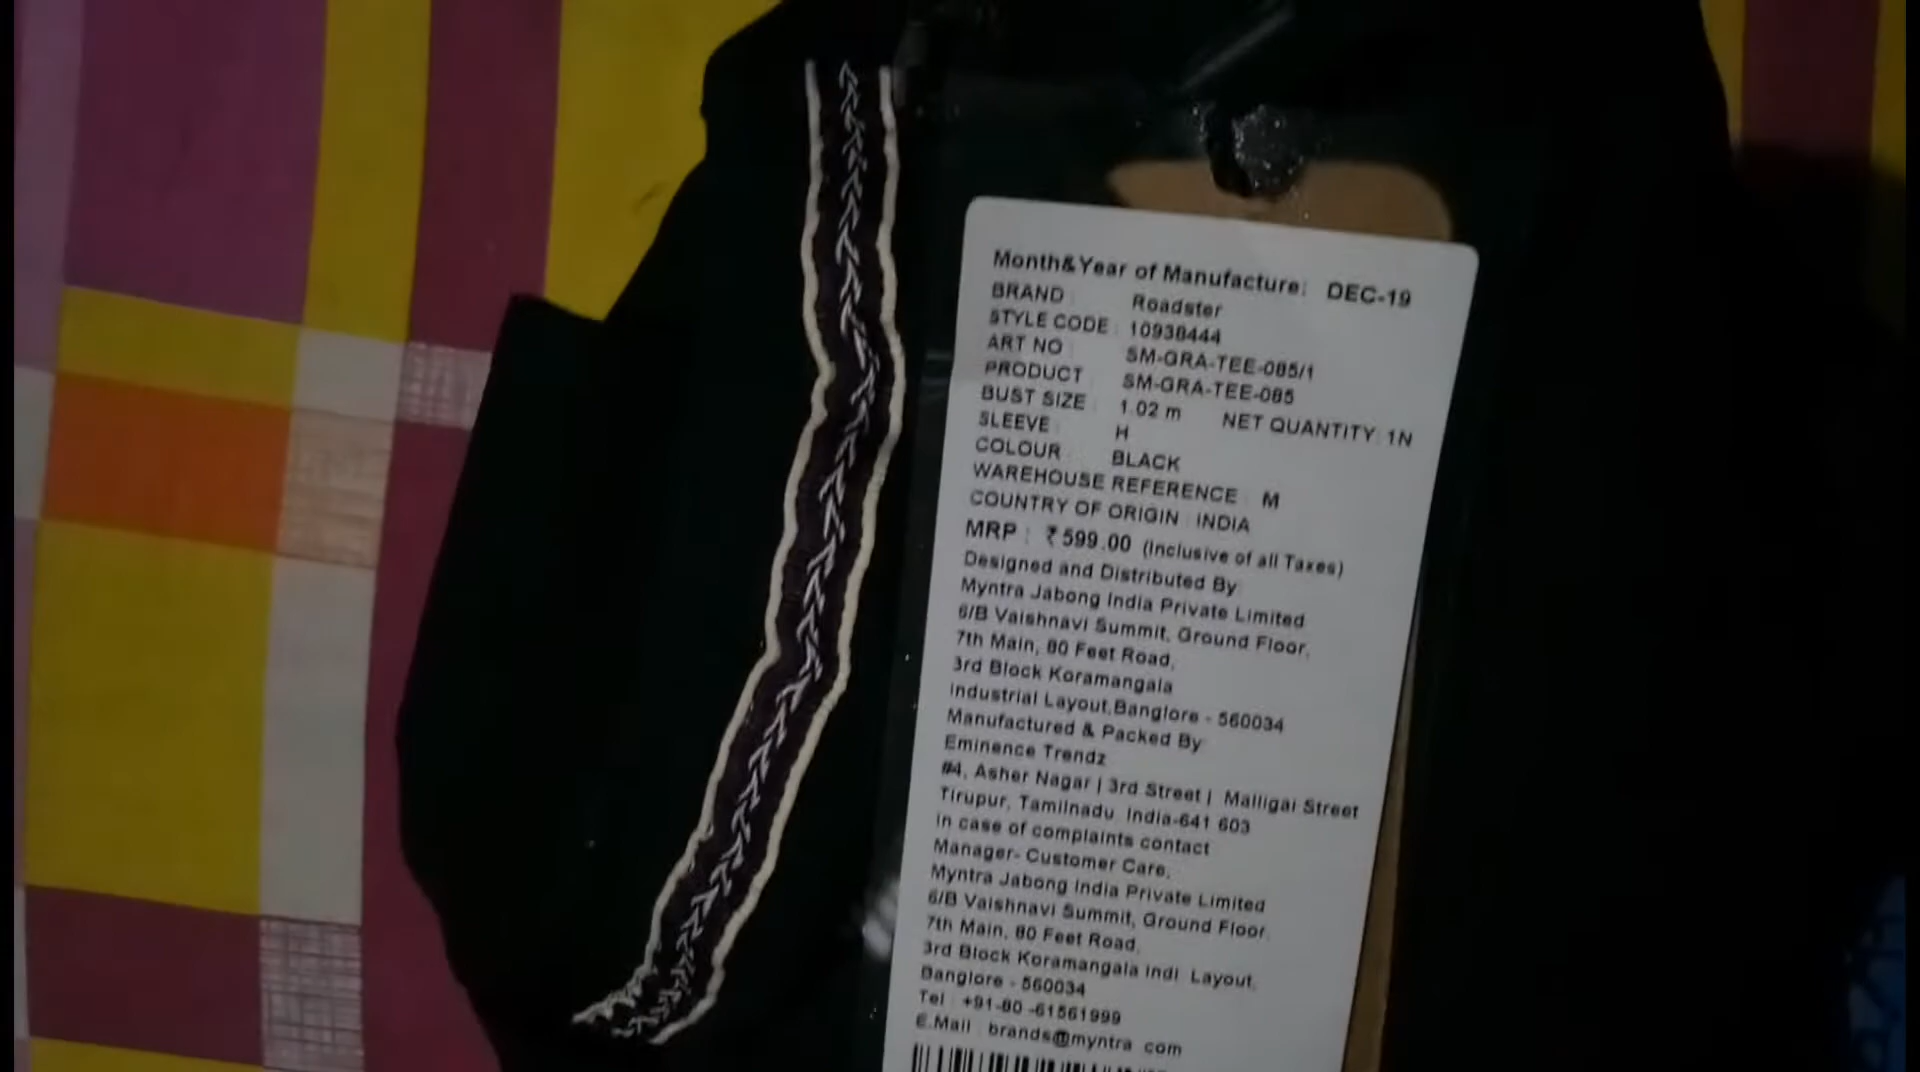 Month&Year of Manufacture: DEC-19
BRAND : Roadster
STYLE CODE : 10938444
ART NO : SM-GRA-TEE-085/1
PRODUCT : SM-GRA-TEE-085
BUST SIZE : 1.02 m NET QUANTITY: 1N
SLEEVE : H
COLOUR : BLACK
WAREHOUSE REFERENCE : M
COUNTRY OF ORIGIN : INDIA
MRP : ₹ 599.00 (Inclusive of all Taxes)
Designed and Distributed By
Myntra Jabong India Private Limited
6/B Vaishnavi Summit, Ground Floor,
7th Main, 80 Feet Road,
3rd Block Koramangala
Industrial Layout,Banglore - 560034
Manufactured & Packed By
Eminence Trendz
#4, Asher Nagar | 3rd Street | Malligai Street
Tirupur, Tamilnadu India-641 603
in case of complaints contact
Manager- Customer Care,
Myntra Jabong India Private Limited
6/B Vaishnavi Summit, Ground Floor,
7th Main, 80 Feet Road,
3rd Block Koramangala Indl Layout,
Banglore - 560034
Tel : +91-80 -61561999
E.Mail : brands@myntra com